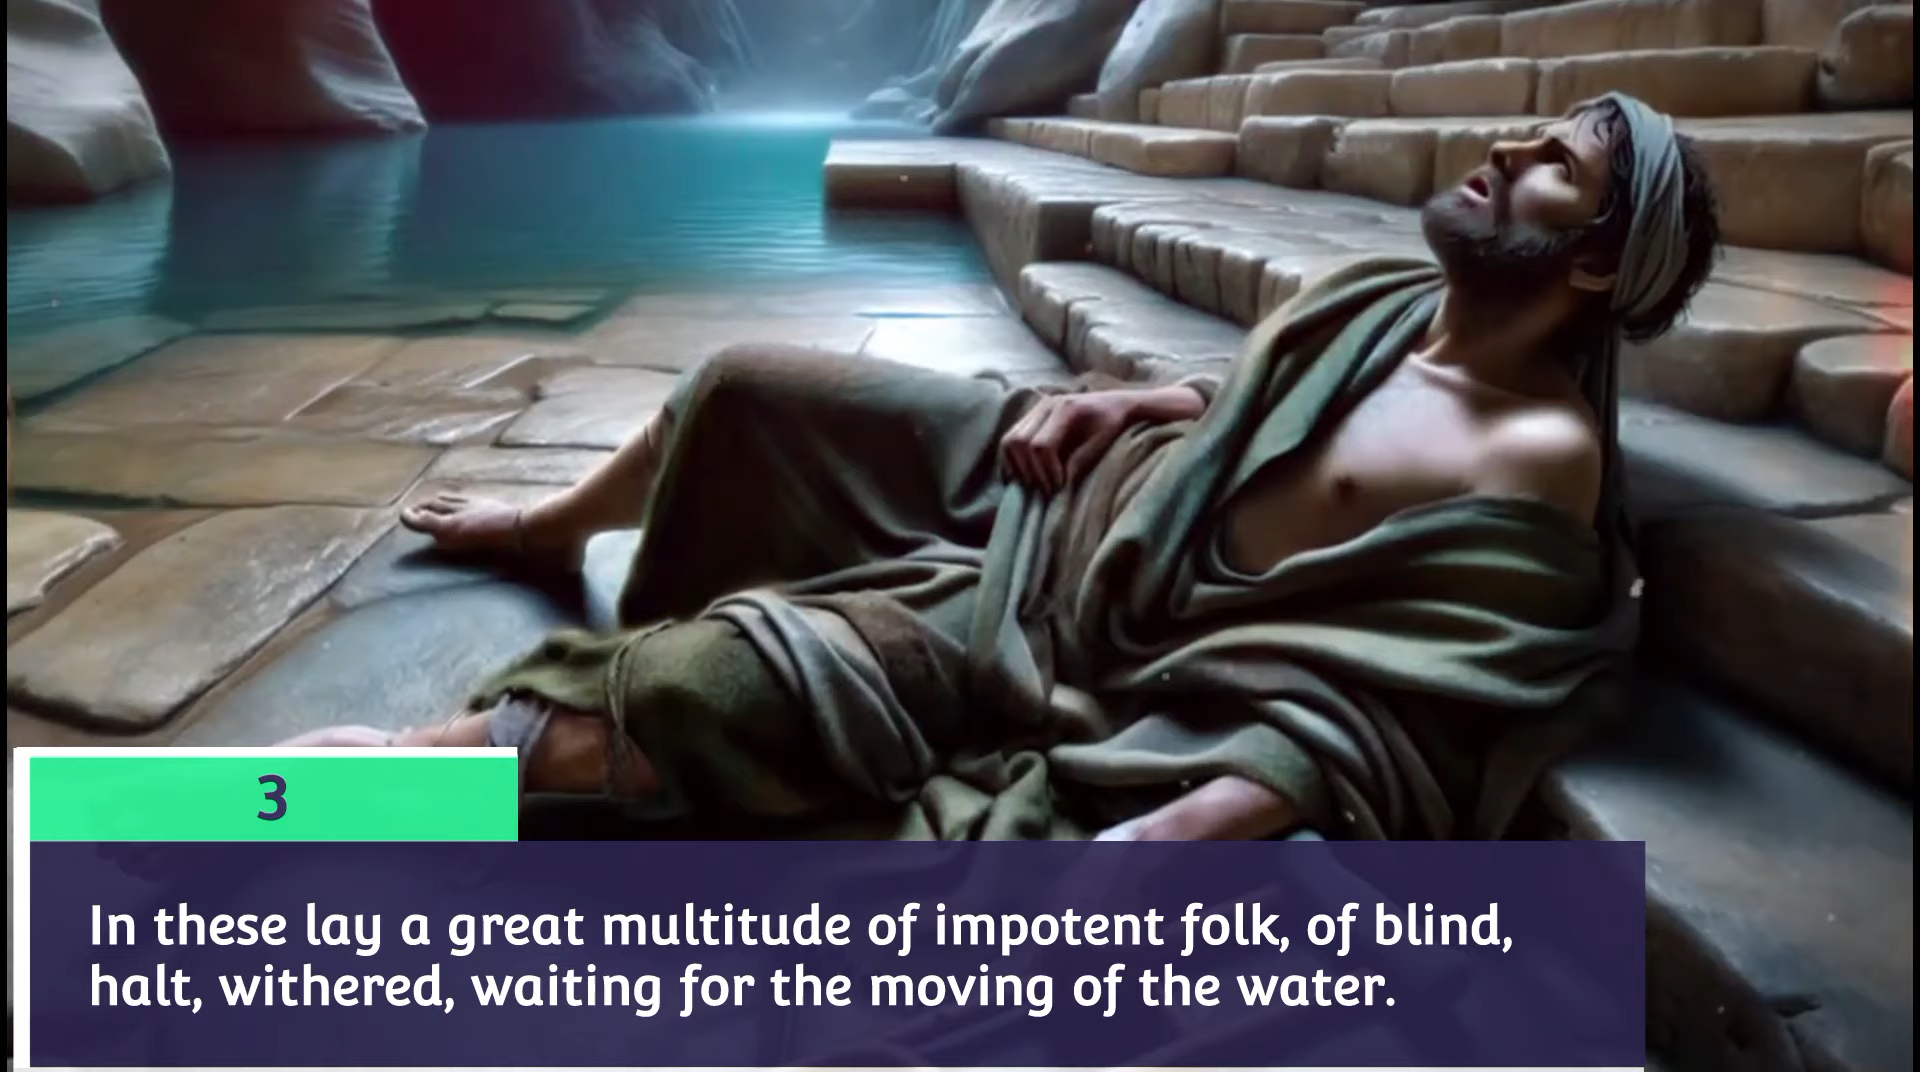 3
In these lay a great multitude of impotent folk, of blind,
halt, withered, waiting for the moving of the water.